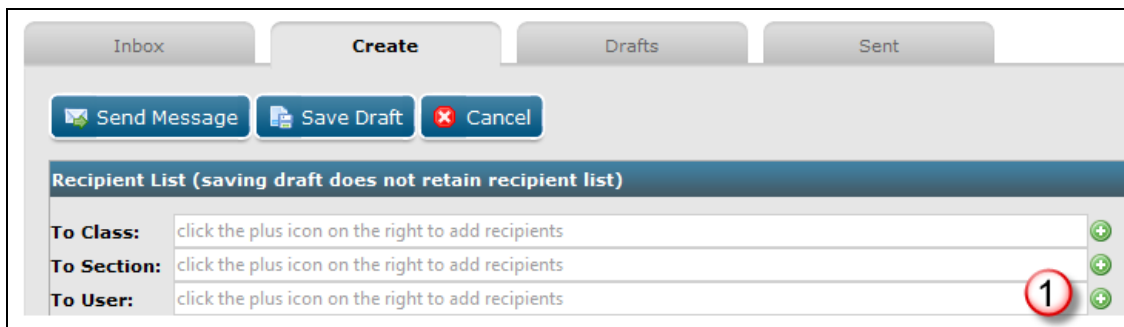 Inbox Create Drafts Sent
Send Message Save Draft Cancel
Recipient List (saving draft does not retain recipient list)
To Class: click the plus icon on the right to add recipients
To Section: click the plus icon on the right to add recipients
To User: click the plus icon on the right to add recipients 1